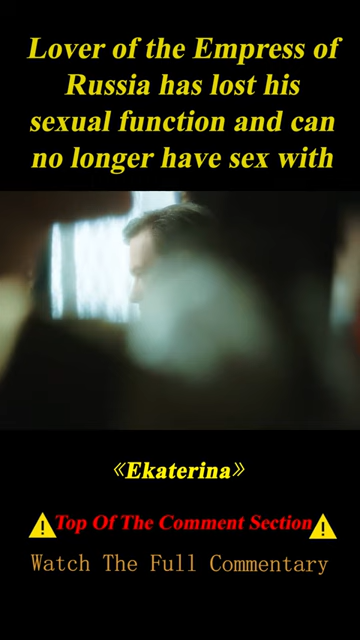 Lover of the Empress of
Russia has lost his
sexual function and can
no longer have sex with
《Ekaterina》
Top Of The Comment Section
Watch The Full Commentary